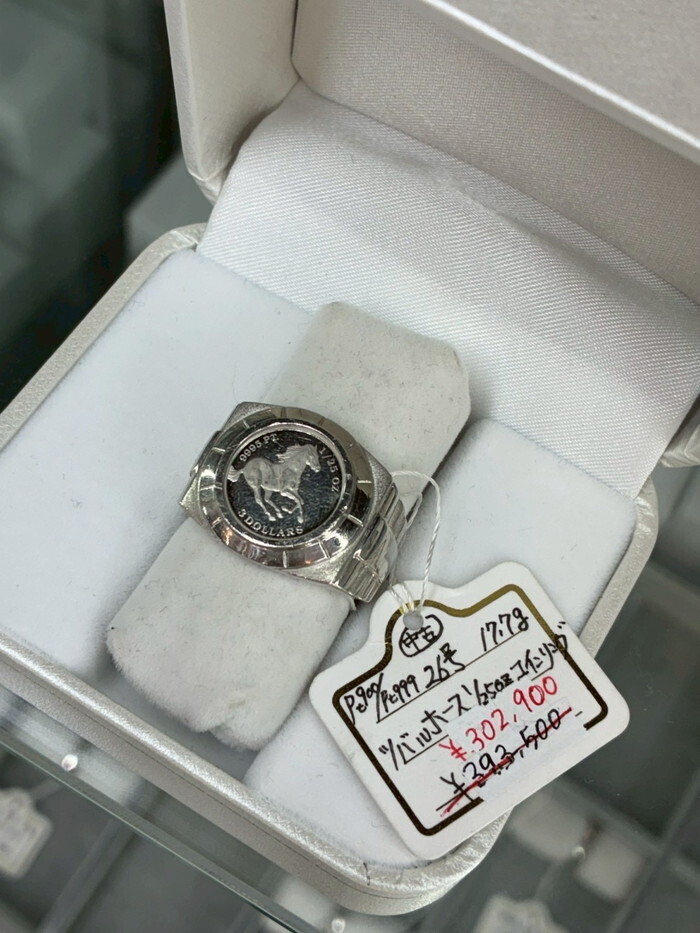 .9995 PT. 1/25 OZ
3 DOLLARS
中古
Pt900/Pt999 26号 17.7g
ツバルホース 1/25oz コインリング
¥302,900
¥293,500